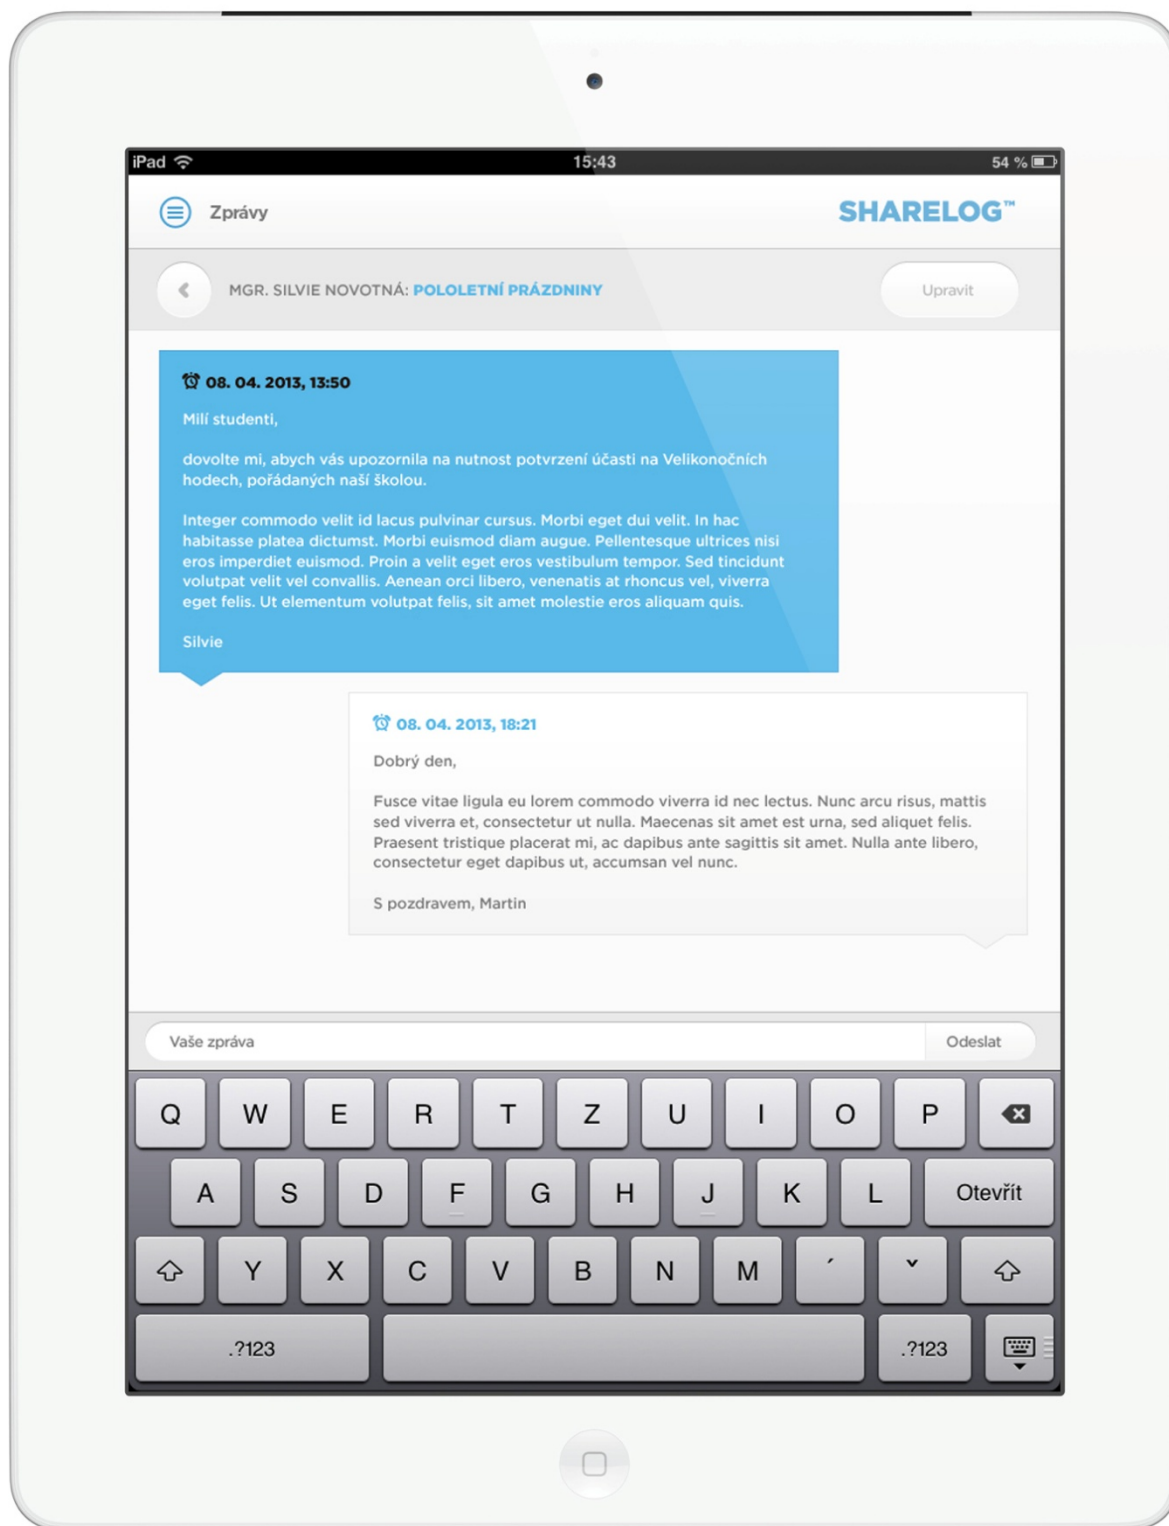 iPad 15:43 54 %
Zprávy SHARELOG™
MGR. SILVIE NOVOTNÁ: POLOLETNÍ PRÁZDNINY Upravit
08. 04. 2013, 13:50
Milí studenti,
dovolte mi, abych vás upozornila na nutnost potvrzení účasti na Velikonočních
hodech, pořádaných naší školou.
Integer commodo velit id lacus pulvinar cursus. Morbi eget dui velit. In hac
habitasse platea dictumst. Morbi euismod diam augue. Pellentesque ultrices nisi
eros imperdiet euismod. Proin a velit eget eros vestibulum tempor. Sed tincidunt
volutpat velit vel convallis. Aenean orci libero, venenatis at rhoncus vel, viverra
eget felis. Ut elementum volutpat felis, sit amet molestie eros aliquam quis.
Silvie
08. 04. 2013, 18:21
Dobrý den,
Fusce vitae ligula eu lorem commodo viverra id nec lectus. Nunc arcu risus, mattis
sed viverra et, consectetur ut nulla. Maecenas sit amet est urna, sed aliquet felis.
Praesent tristique placerat mi, ac dapibus ante sagittis sit amet. Nulla ante libero,
consectetur eget dapibus ut, accumsan vel nunc.
S pozdravem, Martin
Vaše zpráva Odeslat
Q W E R T Z U I O P
A S D F G H J K L Otevřít
Y X C V B N M ´ ˇ
.?123 .?123